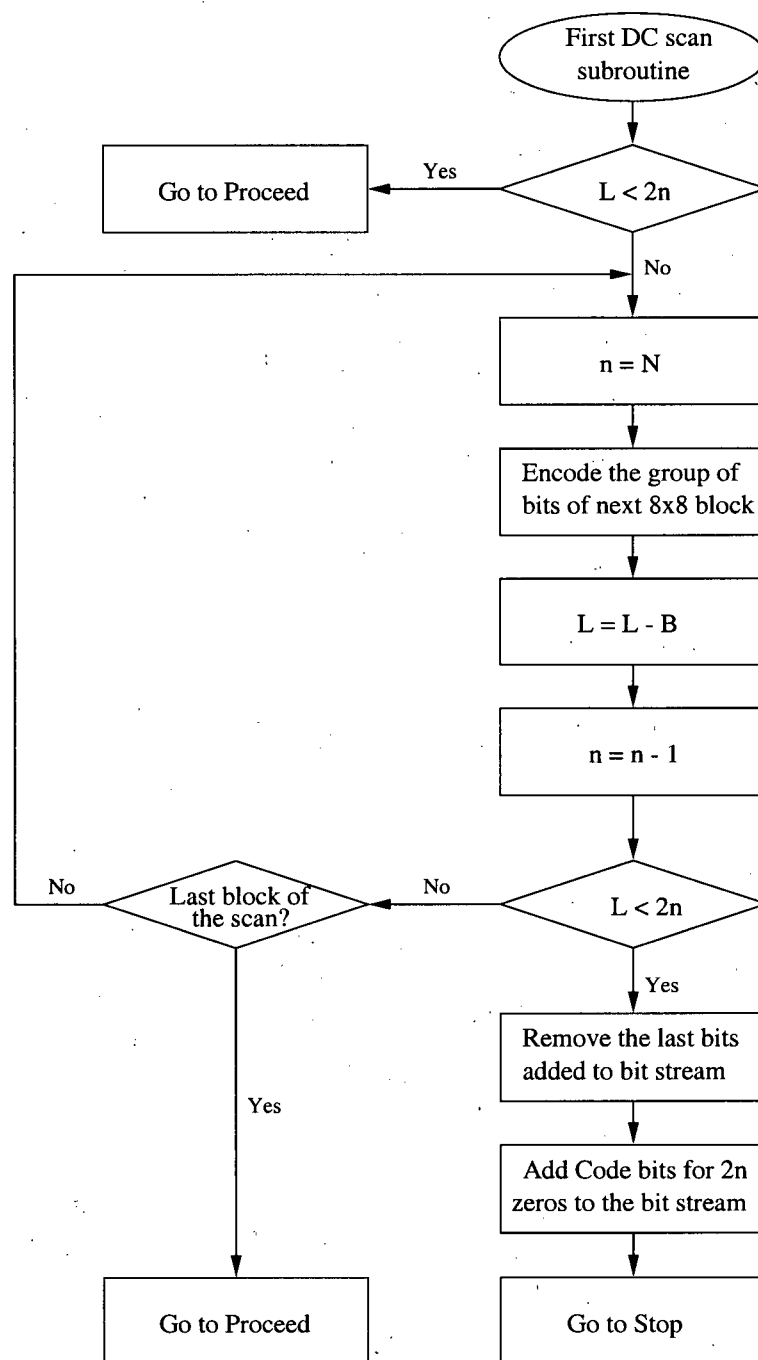 First DC scan
subroutine
Yes
Go to Proceed
L < 2n
No
n = N
Encode the group of
bits of next 8x8 block
L = L - B
n = n - 1
No
Last block of
the scan?
No
L < 2n
Yes
Remove the last bits
added to bit stream
Yes
Add Code bits for 2n
zeros to the bit stream
Go to Proceed
Go to Stop